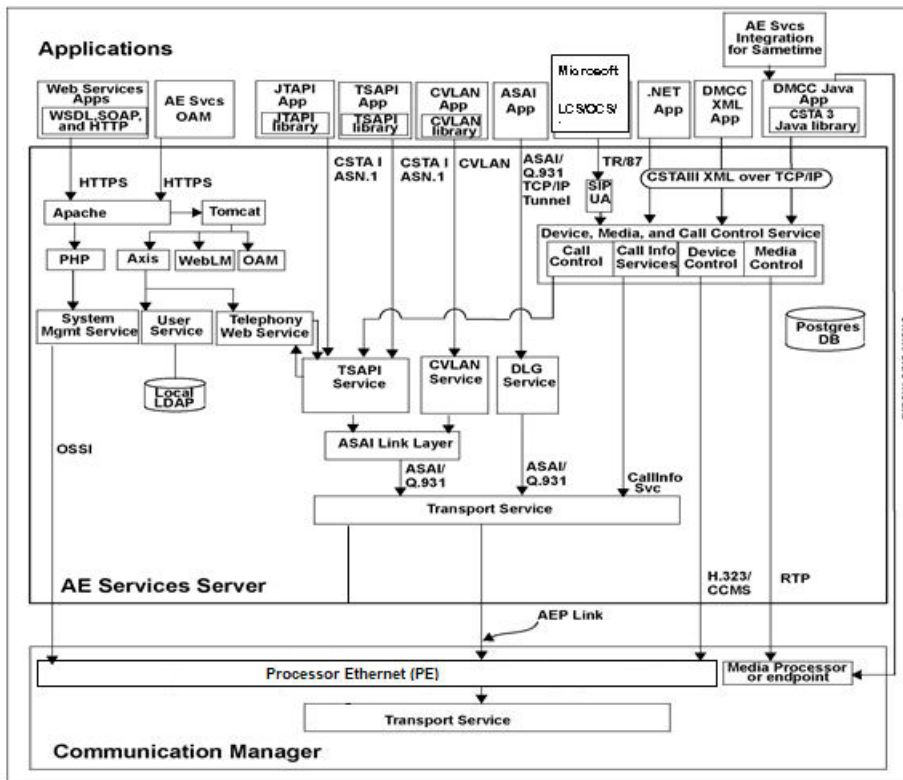 Applications
AE Svcs
Integration
for Sametime
Web Services
Apps
WSDL,SOAP,
and HTTP
AE Svcs
OAM
JTAPI
App
JTAPI
library
TSAPI
App
TSAPI
library
CVLAN
App
CVLAN
library
ASAI
App
Microsoft
LCS/OCS/
.NET
App
DMCC
XML
App
DMCC Java
App
CSTA 3
Java library
HTTPS
HTTPS
CSTA I
ASN.1
CSTA I
ASN.1
CVLAN
ASAI/
Q.931
TCP/IP
Tunnel
TR/87
SIP
UA
CSTAIII XML over TCP/IP
Apache
Tomcat
PHP
Axis
WebLM
OAM
Device, Media, and Call Control Service
Call
Control
Call Info
Services
Device
Control
Media
Control
System
Mgmt Service
User
Service
Telephony
Web Service
Postgres
DB
TSAPI
Service
CVLAN
Service
DLG
Service
Local
LDAP
OSSI
ASAI Link Layer
ASAI/
Q.931
ASAI/
Q.931
CallInfo
Svc
Transport Service
AE Services Server
H.323/
CCMS
RTP
AEP Link
Processor Ethernet (PE)
Media Processor
or endpoint
Transport Service
Communication Manager